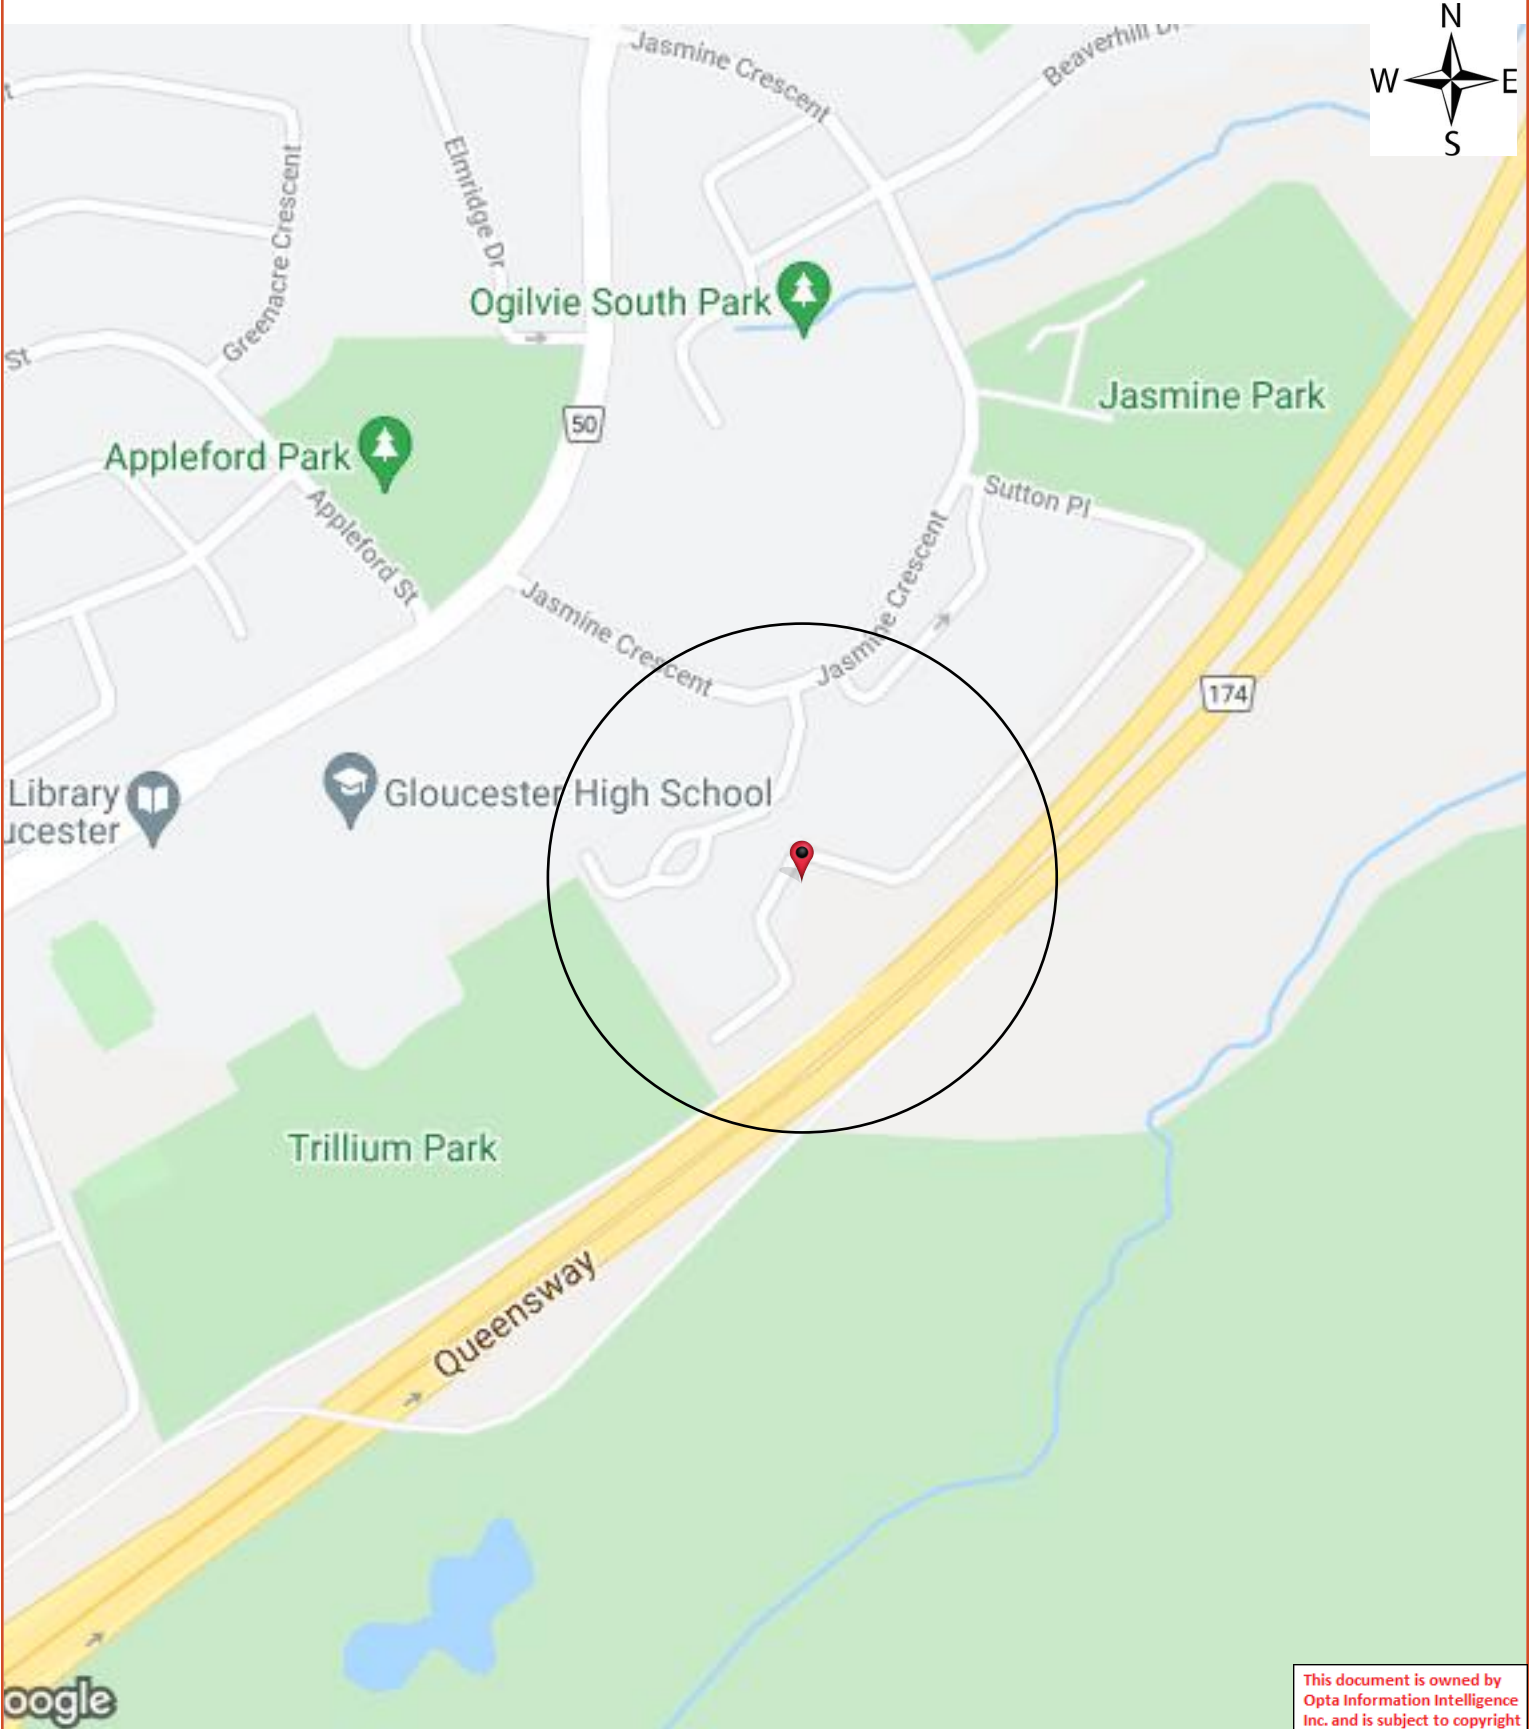 N
W E
S
Jasmine Crescent
Beaverhill Dr
Elmridge Dr
Greenacre Crescent
Ogilvie South Park
St
50
Jasmine Park
Appleford Park
Sutton Pl
Appleford St
Jasmine Crescent
Jasmine Crescent
174
Library
ucester
Gloucester High School
Trillium Park
Queensway
oogle
This document is owned by
Opta Information Intelligence
Inc. and is subject to copyright